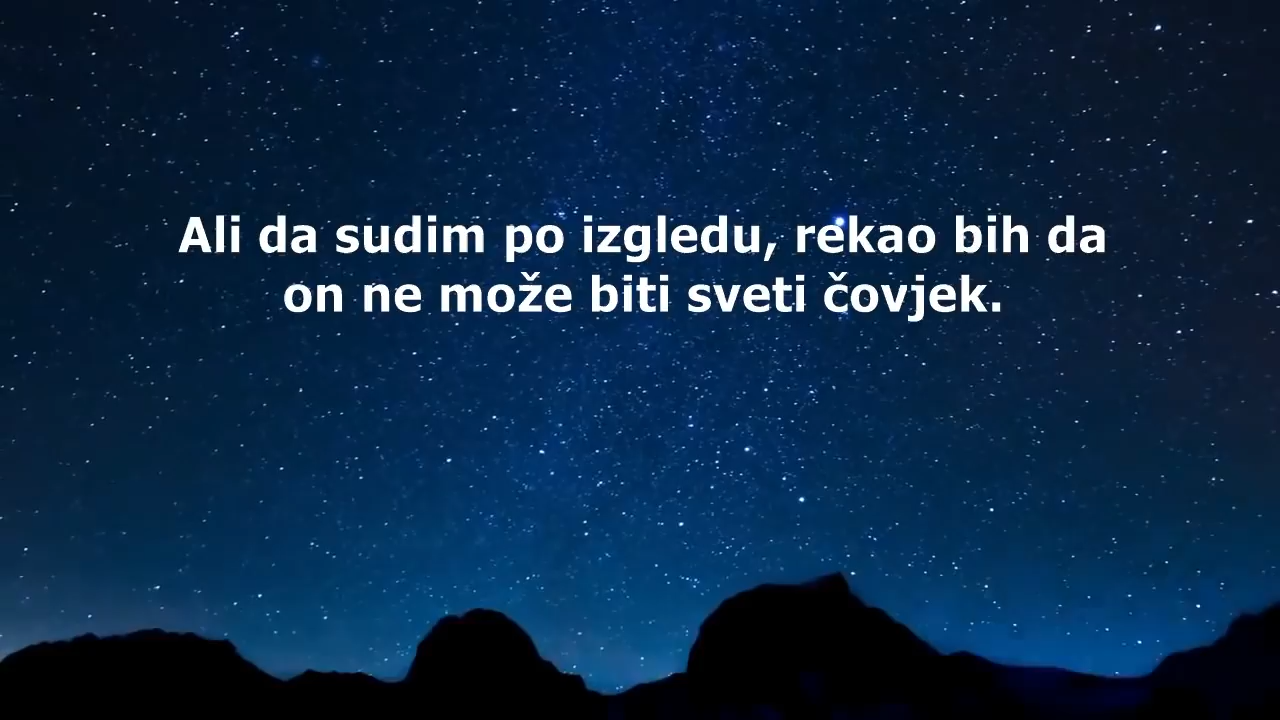 Ali da sudim po izgledu, rekao bih da
on ne može biti sveti čovjek.